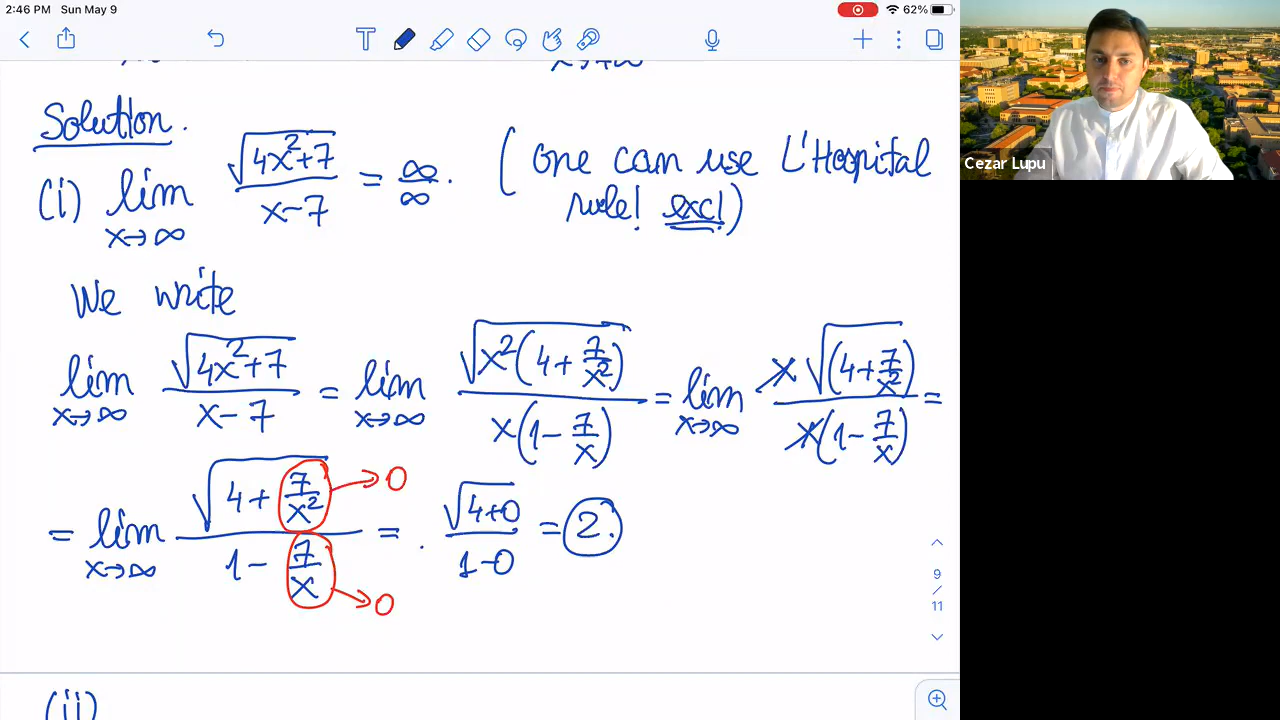 2:46 PM Sun May 9
62%
Cezar Lupu
x→+∞
Solution.
(i) lim x→∞ √(4x²+7) / (x-7) = ∞/∞. (one can use L'Hospital
rule! exc!)
We write
lim x→∞ √(4x²+7) / (x-7) = lim x→∞ √(x²(4+7/x²)) / (x(1-7/x)) = lim x→∞ x√((4+7/x²)) / (x(1-7/x)) =
= lim x→∞ √(4+7/x²) / (1-7/x) = √(4+0) / (1-0) = 2.
→0
→0
9
/
11
(ii)